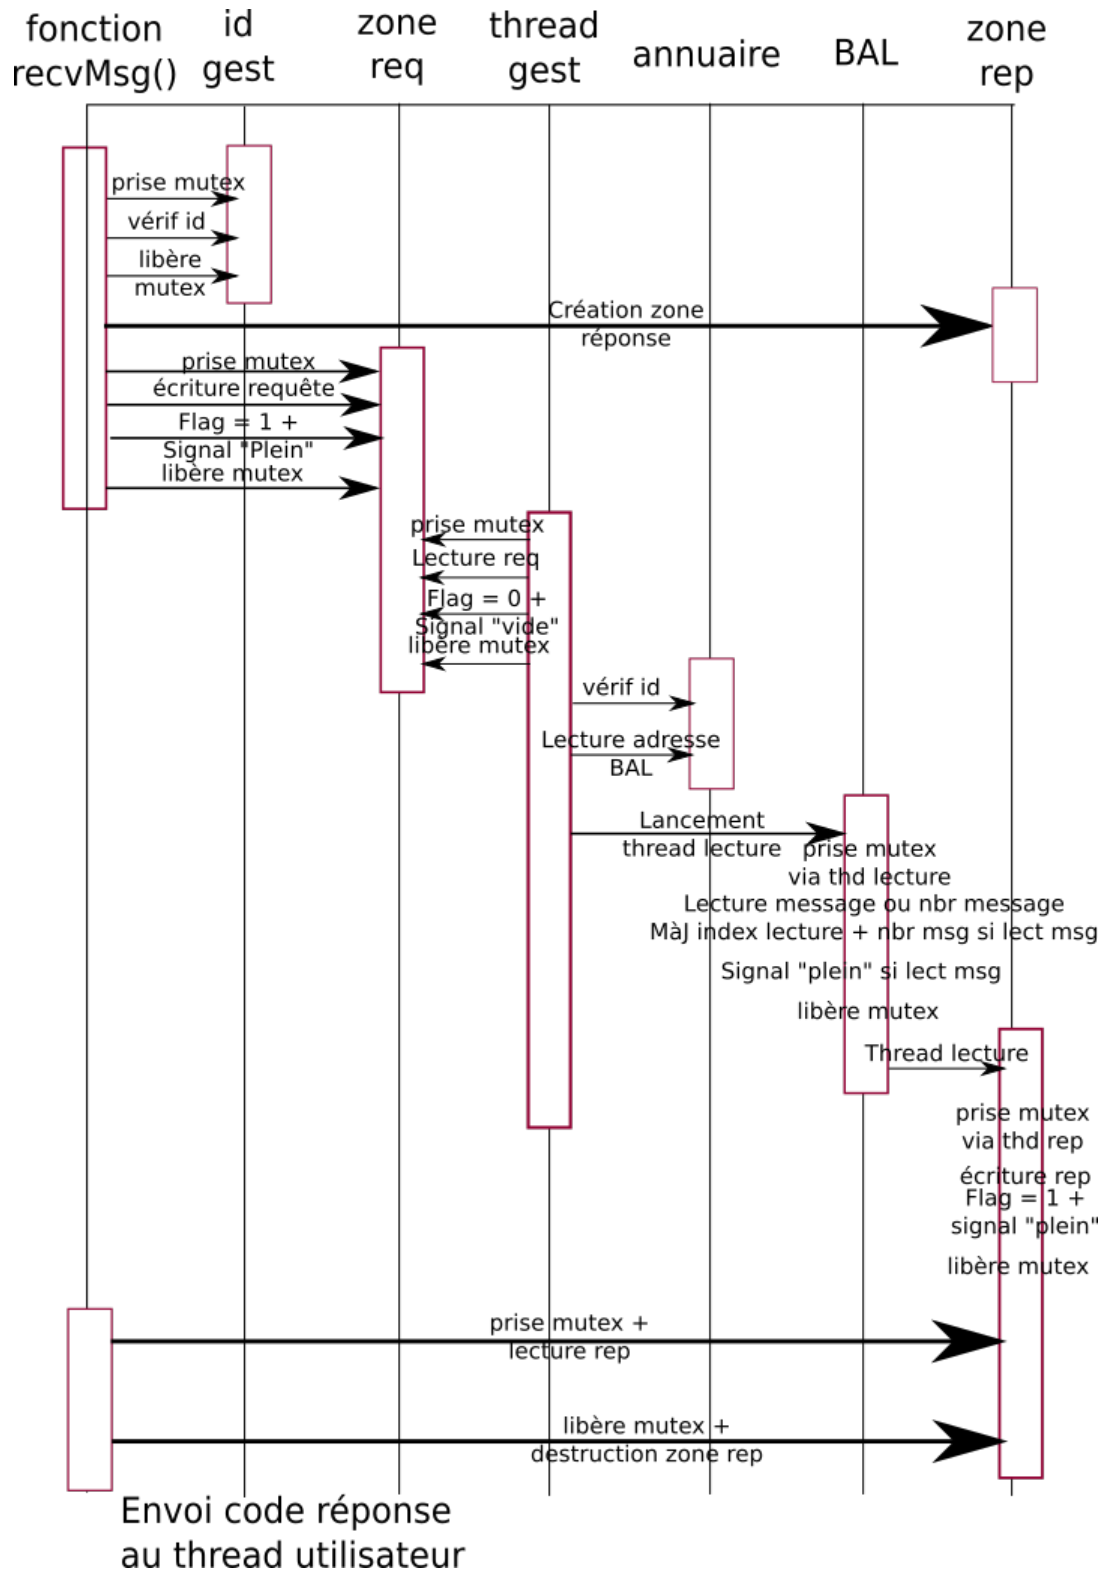 fonction
recvMsg()
id
gest
zone
req
thread
gest
annuaire
BAL
zone
rep
prise mutex
vérif id
libère
mutex
Création zone
réponse
prise mutex
écriture requête
Flag = 1 +
Signal "Plein"
libère mutex
prise mutex
Lecture req
Flag = 0 +
Signal "vide"
libère mutex
vérif id
Lecture adresse
BAL
Lancement
thread lecture
prise mutex
via thd lecture
Lecture message ou nbr message
MàJ index lecture + nbr msg si lect msg
Signal "plein" si lect msg
libère mutex
Thread lecture
prise mutex
via thd rep
écriture rep
Flag = 1 +
signal "plein"
libère mutex
prise mutex +
lecture rep
libère mutex +
destruction zone rep
Envoi code réponse
au thread utilisateur